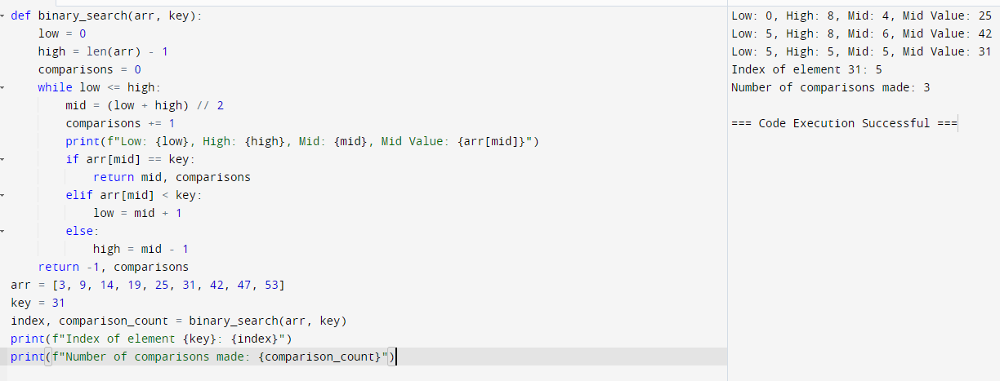 def binary_search(arr, key):
    low = 0
    high = len(arr) - 1
    comparisons = 0
    while low <= high:
        mid = (low + high) // 2
        comparisons += 1
        print(f"Low: {low}, High: {high}, Mid: {mid}, Mid Value: {arr[mid]}")
        if arr[mid] == key:
            return mid, comparisons
        elif arr[mid] < key:
            low = mid + 1
        else:
            high = mid - 1
    return -1, comparisons
arr = [3, 9, 14, 19, 25, 31, 42, 47, 53]
key = 31
index, comparison_count = binary_search(arr, key)
print(f"Index of element {key}: {index}")
print(f"Number of comparisons made: {comparison_count}")
Low: 0, High: 8, Mid: 4, Mid Value: 25
Low: 5, High: 8, Mid: 6, Mid Value: 42
Low: 5, High: 5, Mid: 5, Mid Value: 31
Index of element 31: 5
Number of comparisons made: 3
=== Code Execution Successful ===